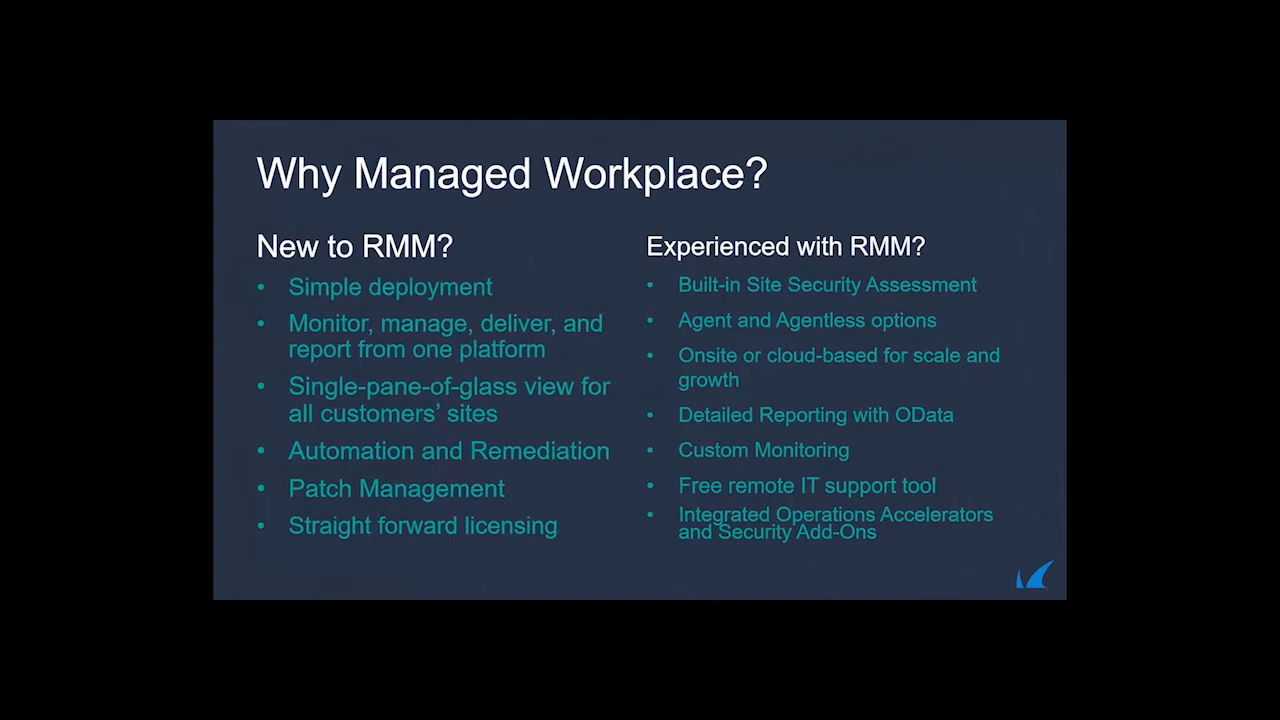 Why Managed Workplace?
New to RMM?
• Simple deployment
• Monitor, manage, deliver, and
report from one platform
• Single-pane-of-glass view for
all customers’ sites
• Automation and Remediation
• Patch Management
• Straight forward licensing
Experienced with RMM?
• Built-in Site Security Assessment
• Agent and Agentless options
• Onsite or cloud-based for scale and
growth
• Detailed Reporting with OData
• Custom Monitoring
• Free remote IT support tool
• Integrated Operations Accelerators
and Security Add-Ons